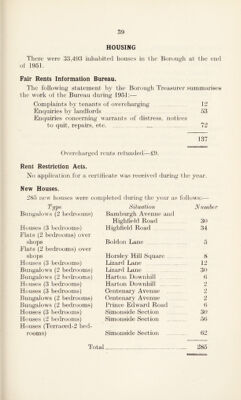 59
HOUSING
There were 33,493 inhabited houses in the Borough at the end
of 1951.
Fair Rents Information Bureau.
The following statement by the Borough Treasurer summarises
the work of the Bureau during 1951:—
Complaints by tenants of overcharging 12
Enquiries by landlords 53
Enquiries concerning warrants of distress, notices
to quit, repairs, etc. 72
137
Overcharged rents refunded—£9.
Rent Restriction Acts.
No application for a certificate was received during the year.
New Houses.
285 new houses were completed during the year as follows:—
Type Situation Number
Bungalows (2 bedrooms) Bamburgh Avenue and
Highfield Road 30
Houses (3 bedrooms) Highfield Road 34
Flats (2 bedrooms) over
shops Boldon Lane 5
Flats (2 bedrooms) over
shops Horsley Hill Square 8
Houses (3 bedrooms) Lizard Lane 12
Bungalows (2 bedrooms) Lizard Lane 30
Bungalows (2 bedrooms) Harton Downhill 6
Houses (3 bedrooms) Harton Downhill 2
Houses (3 bedrooms) Centenary Avenue 2
Bungalows (2 bedrooms) Centenary Avenue 2
Bungalows (2 bedrooms) Prince Edward Road 6
Houses (3 bedrooms) Simonside Section 30
Houses (2 bedrooms) Simonside Section 56
Houses (Terraced-2 bed-
rooms) Simonside Section 62
Total 285